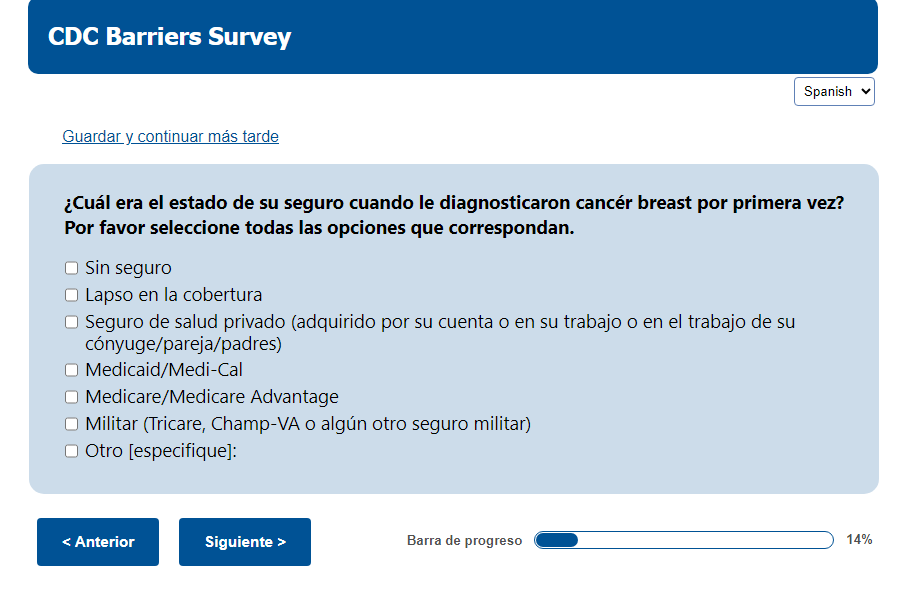 CDC Barriers Survey
Spanish
Guardar y continuar más tarde
¿Cuál era el estado de su seguro cuando le diagnosticaron cancér breast por primera vez?
Por favor seleccione todas las opciones que correspondan.
Sin seguro
Lapso en la cobertura
Seguro de salud privado (adquirido por su cuenta o en su trabajo o en el trabajo de su
cónyuge/pareja/padres)
Medicaid/Medi-Cal
Medicare/Medicare Advantage
Militar (Tricare, Champ-VA o algún otro seguro militar)
Otro [especifique]:
< Anterior
Siguiente >
Barra de progreso
14%